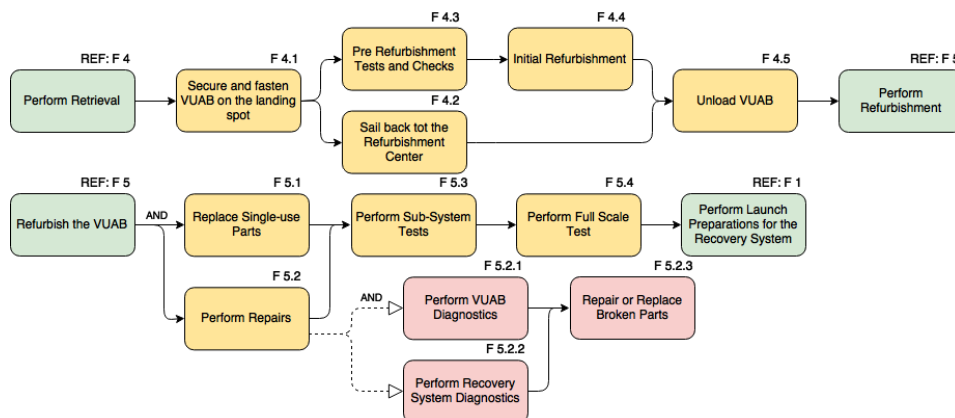 REF: F 4
Perform Retrieval
F 4.1
Secure and fasten
VUAB on the landing
spot
F 4.3
Pre Refurbishment
Tests and Checks
F 4.4
Initial Refurbishment
F 4.2
Sail back tot the
Refurbishment
Center
F 4.5
Unload VUAB
REF: F 5
Perform
Refurbishment
REF: F 5
Refurbish the VUAB
AND
F 5.1
Replace Single-use
Parts
F 5.2
Perform Repairs
F 5.3
Perform Sub-System
Tests
F 5.4
Perform Full Scale
Test
REF: F 1
Perform Launch
Preparations for the
Recovery System
AND
F 5.2.1
Perform VUAB
Diagnostics
F 5.2.2
Perform Recovery
System Diagnostics
F 5.2.3
Repair or Replace
Broken Parts